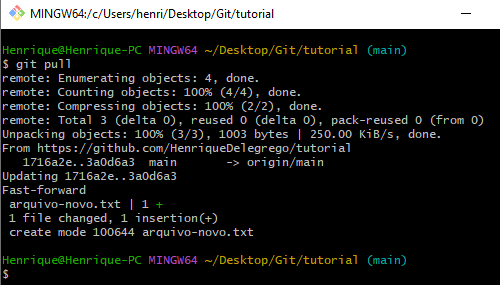 MINGW64:/c/Users/henri/Desktop/Git/tutorial
Henrique@Henrique-PC MINGW64 ~/Desktop/Git/tutorial (main)
$ git pull
remote: Enumerating objects: 4, done.
remote: Counting objects: 100% (4/4), done.
remote: Compressing objects: 100% (2/2), done.
remote: Total 3 (delta 0), reused 0 (delta 0), pack-reused 0 (from 0)
Unpacking objects: 100% (3/3), 1003 bytes | 250.00 KiB/s, done.
From https://github.com/HenriqueDelegrego/tutorial
   1716a2e..3a0d6a3  main       -> origin/main
Updating 1716a2e..3a0d6a3
Fast-forward
 arquivo-novo.txt | 1 +
 1 file changed, 1 insertion(+)
 create mode 100644 arquivo-novo.txt
Henrique@Henrique-PC MINGW64 ~/Desktop/Git/tutorial (main)
$